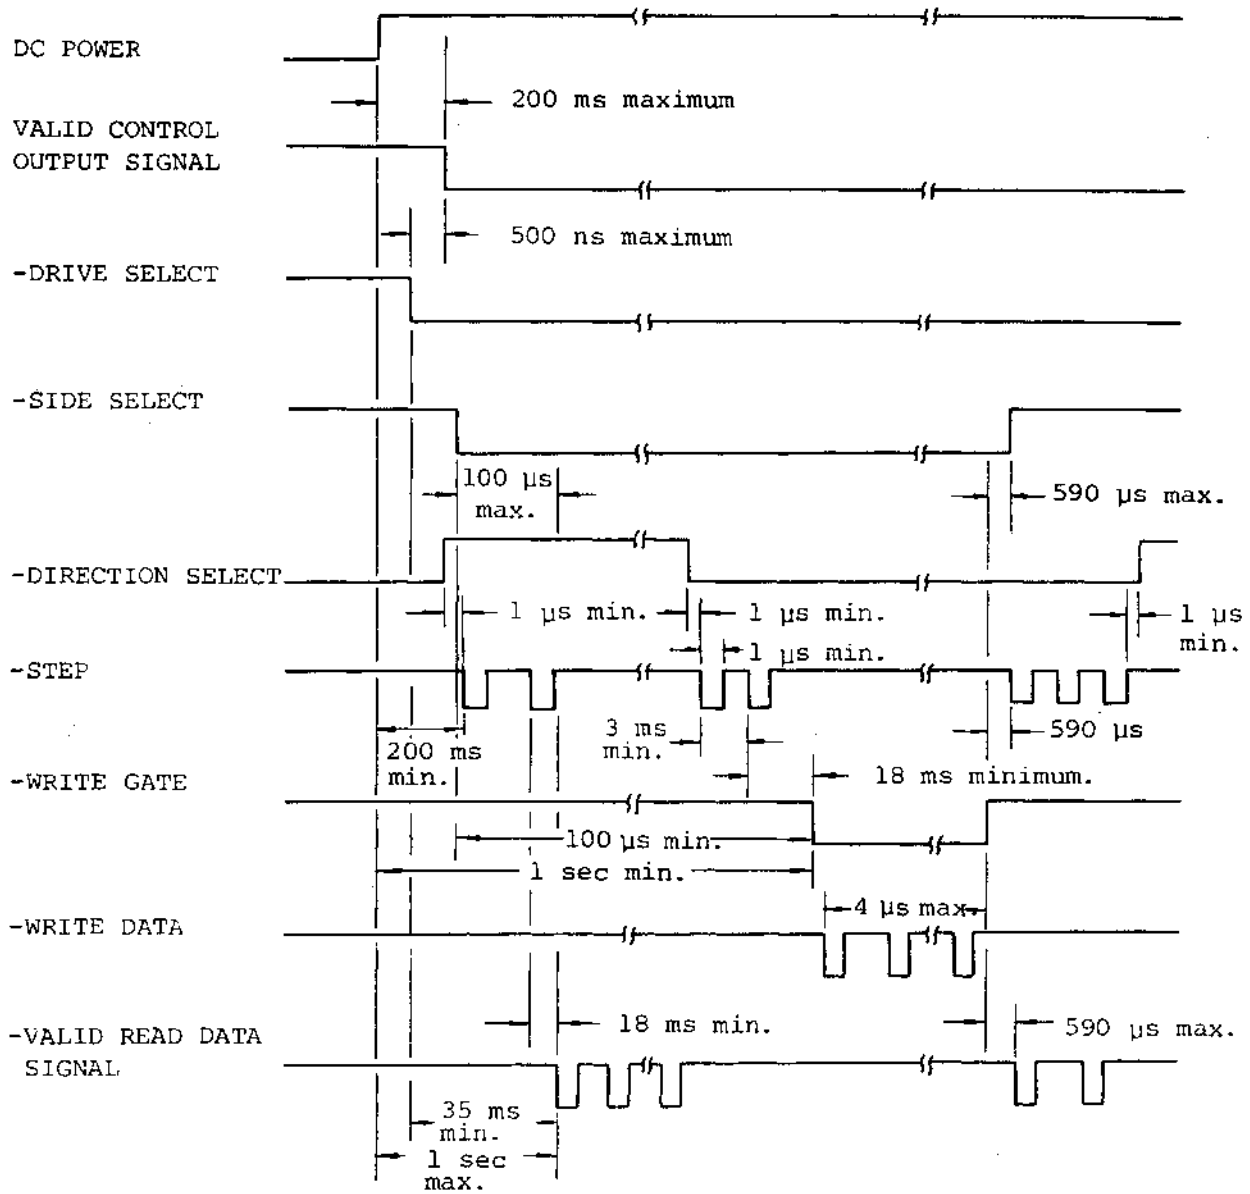 DC POWER
200 ms maximum
VALID CONTROL
OUTPUT SIGNAL
500 ns maximum
-DRIVE SELECT
-SIDE SELECT
100 µs
max.
590 µs max.
-DIRECTION SELECT
1 µs min.
1 µs min.
1 µs
min.
1 µs min.
-STEP
200 ms
min.
3 ms
min.
590 µs
-WRITE GATE
18 ms minimum.
100 µs min.
1 sec min.
4 µs max
-WRITE DATA
18 ms min.
590 µs max.
-VALID READ DATA
SIGNAL
35 ms
min.
1 sec
max.